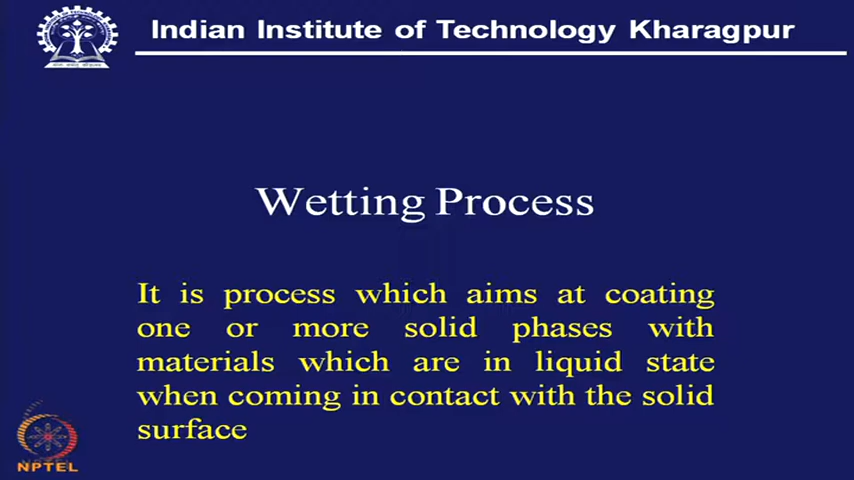 Indian Institute of Technology Kharagpur
Wetting Process
It is process which aims at coating
one or more solid phases with
materials which are in liquid state
when coming in contact with the solid
surface
NPTEL